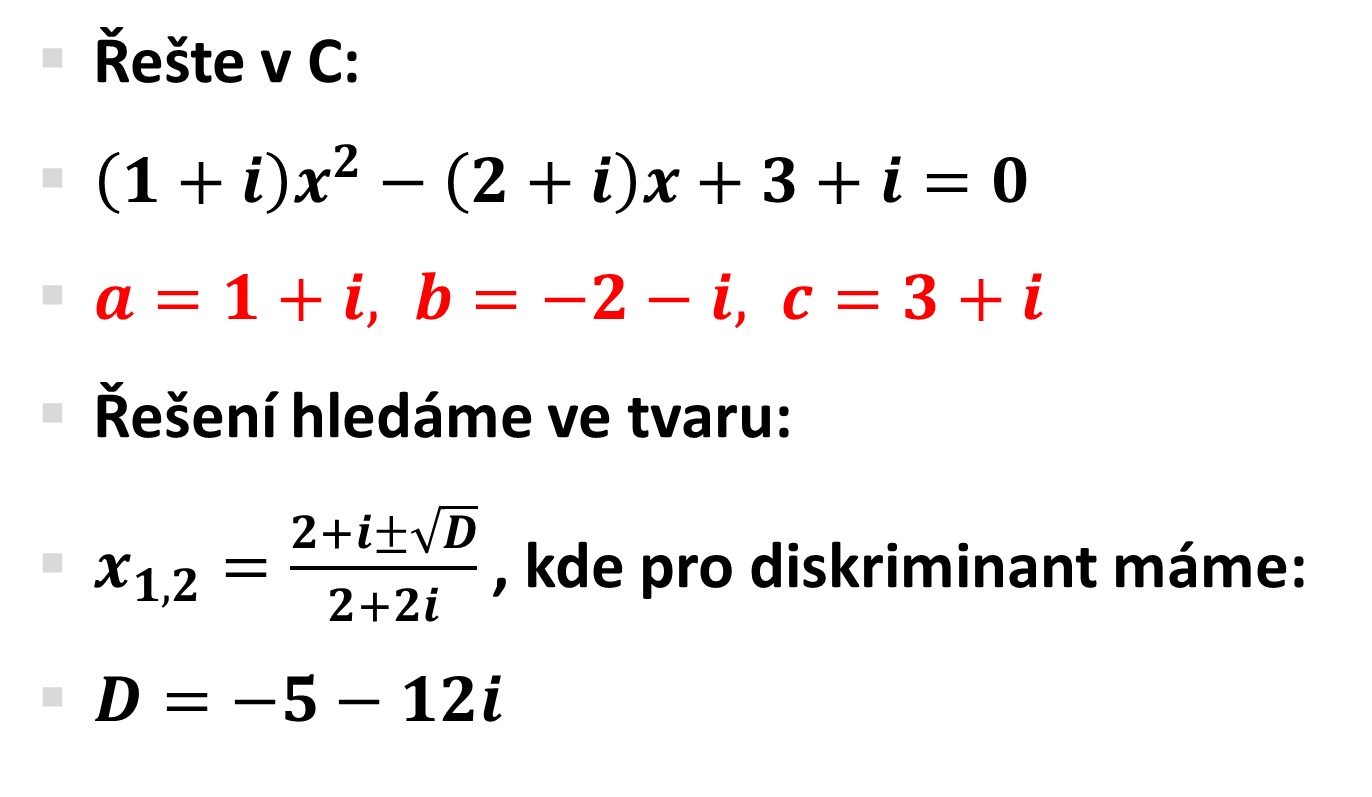 ▪ Řešte v C:
▪ (1 + i)x² − (2 + i)x + 3 + i = 0
▪ a = 1 + i, b = −2 − i, c = 3 + i
▪ Řešení hledáme ve tvaru:
▪ x₁,₂ = (2+i±√D)/(2+2i) , kde pro diskriminant máme:
▪ D = −5 − 12i